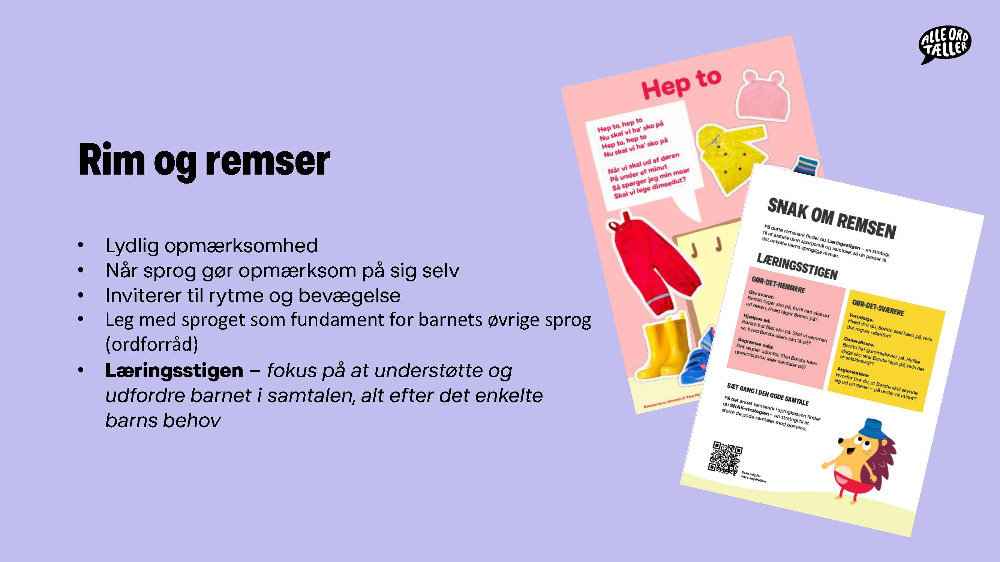 ALLE ORD
TÆLLER
Rim og remser
• Lydlig opmærksomhed
• Når sprog gør opmærksom på sig selv
• Inviterer til rytme og bevægelse
• Leg med sproget som fundament for barnets øvrige sprog
(ordforråd)
• Læringsstigen – fokus på at understøtte og
udfordre barnet i samtalen, alt efter det enkelte
barns behov
Hep to
Hep to, hep to
Nu skal vi ha' sko på
Hep to, hep to
Nu skal vi ha' sko på
Når vi skal ud af døren
På under et minut
Så spørger jeg min moar
Skal vi lege dimsedut?
Remserne er skrevet af Tine
SNAK OM REMSEN
På dette remseark finder du Læringsstigen – en strategi
til at justere dine spørgsmål og samtaler, så de passer til
det enkelte barns sproglige niveau.
LÆRINGSSTIGEN
GØR-DET-NEMMERE
Giv svaret:
Børste tager sko på, fordi han skal ud
ad døren. Hvad tager Børste på?
Hjælpes ad:
Børste har fået sko på. Skal vi sammen
se, hvad Børste ellers kan få på?
Begrænse valg:
Det regner udenfor. Skal Børste have
gummistøvler eller sandaler på?
GØR-DET-SVÆRERE
Forudsige:
Hvad tror du, Børste skal have på, hvis
det regner udenfor?
Generalisere:
Børste har gummistøvler på. Hvilke
slags sko skal Børste tage på, hvis der
er solskinsvejr?
Argumentere:
Hvorfor tror du, at Børste skal skynde
sig ud ad døren – på under et minut?
SÆT GANG I DEN GODE SAMTALE
På det andet remseark i sprogkassen finder
du SNAK-strategien – en strategi til at
starte de gode samtaler med børnene.
Scan mig for
mere inspiration